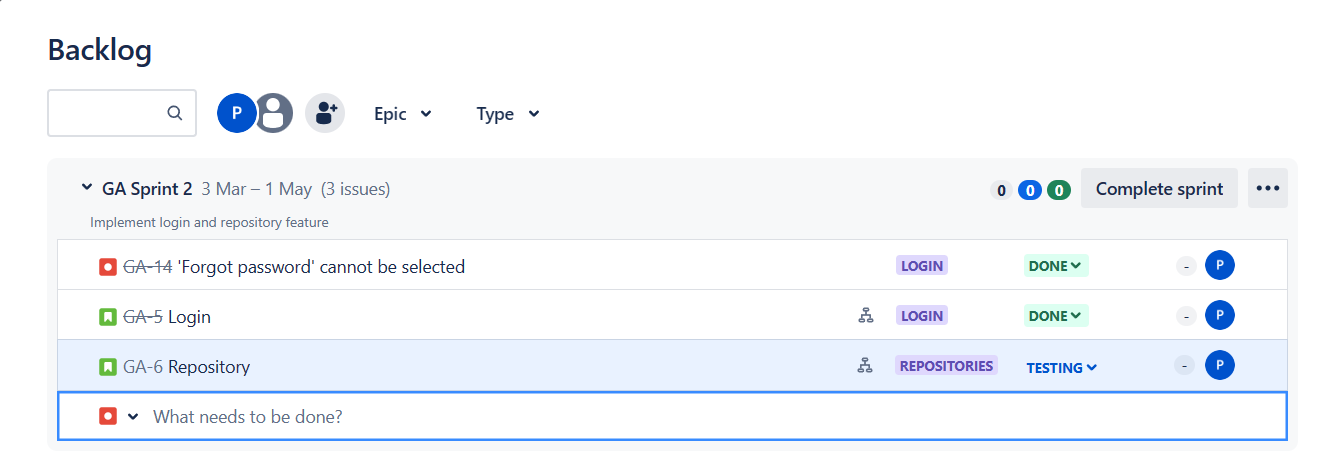 Backlog
P Epic Type
GA Sprint 2 3 Mar – 1 May (3 issues) 0 0 0 Complete sprint
Implement login and repository feature
GA-14 'Forgot password' cannot be selected LOGIN DONE - P
GA-5 Login LOGIN DONE - P
GA-6 Repository REPOSITORIES TESTING - P
What needs to be done?